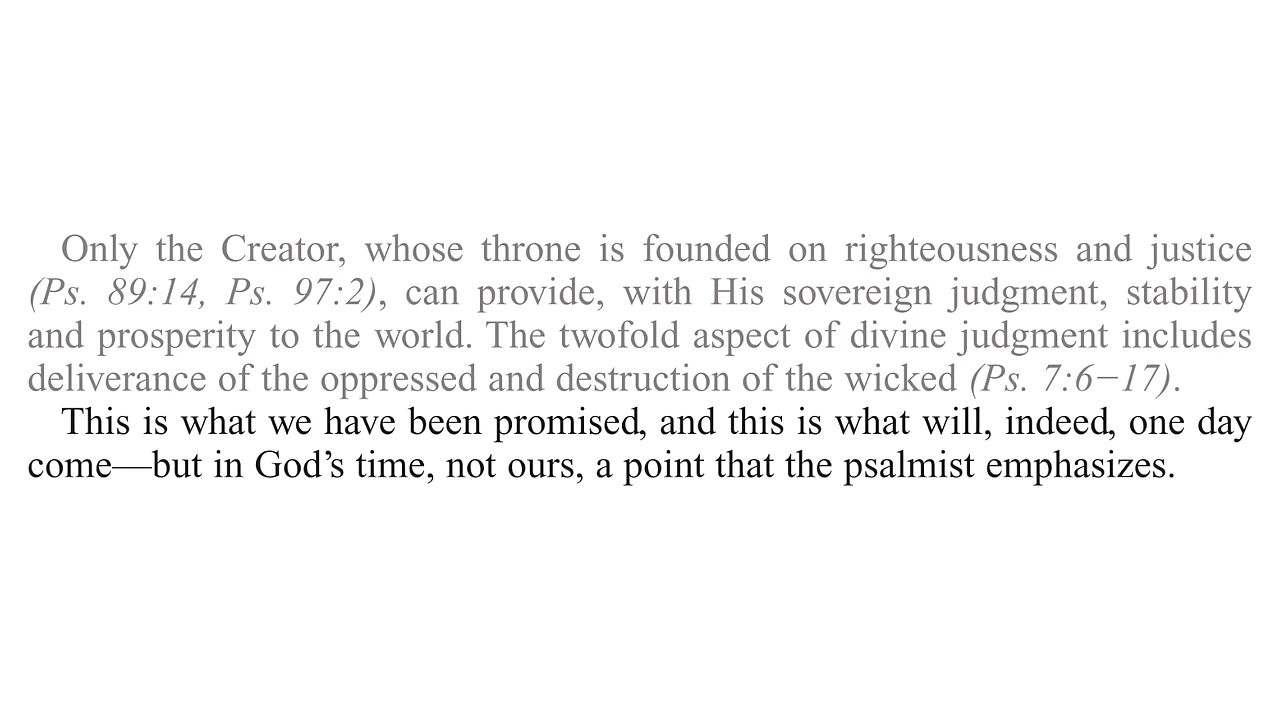 Only the Creator, whose throne is founded on righteousness and justice
(Ps. 89:14, Ps. 97:2), can provide, with His sovereign judgment, stability
and prosperity to the world. The twofold aspect of divine judgment includes
deliverance of the oppressed and destruction of the wicked (Ps. 7:6−17).
This is what we have been promised, and this is what will, indeed, one day
come—but in God’s time, not ours, a point that the psalmist emphasizes.